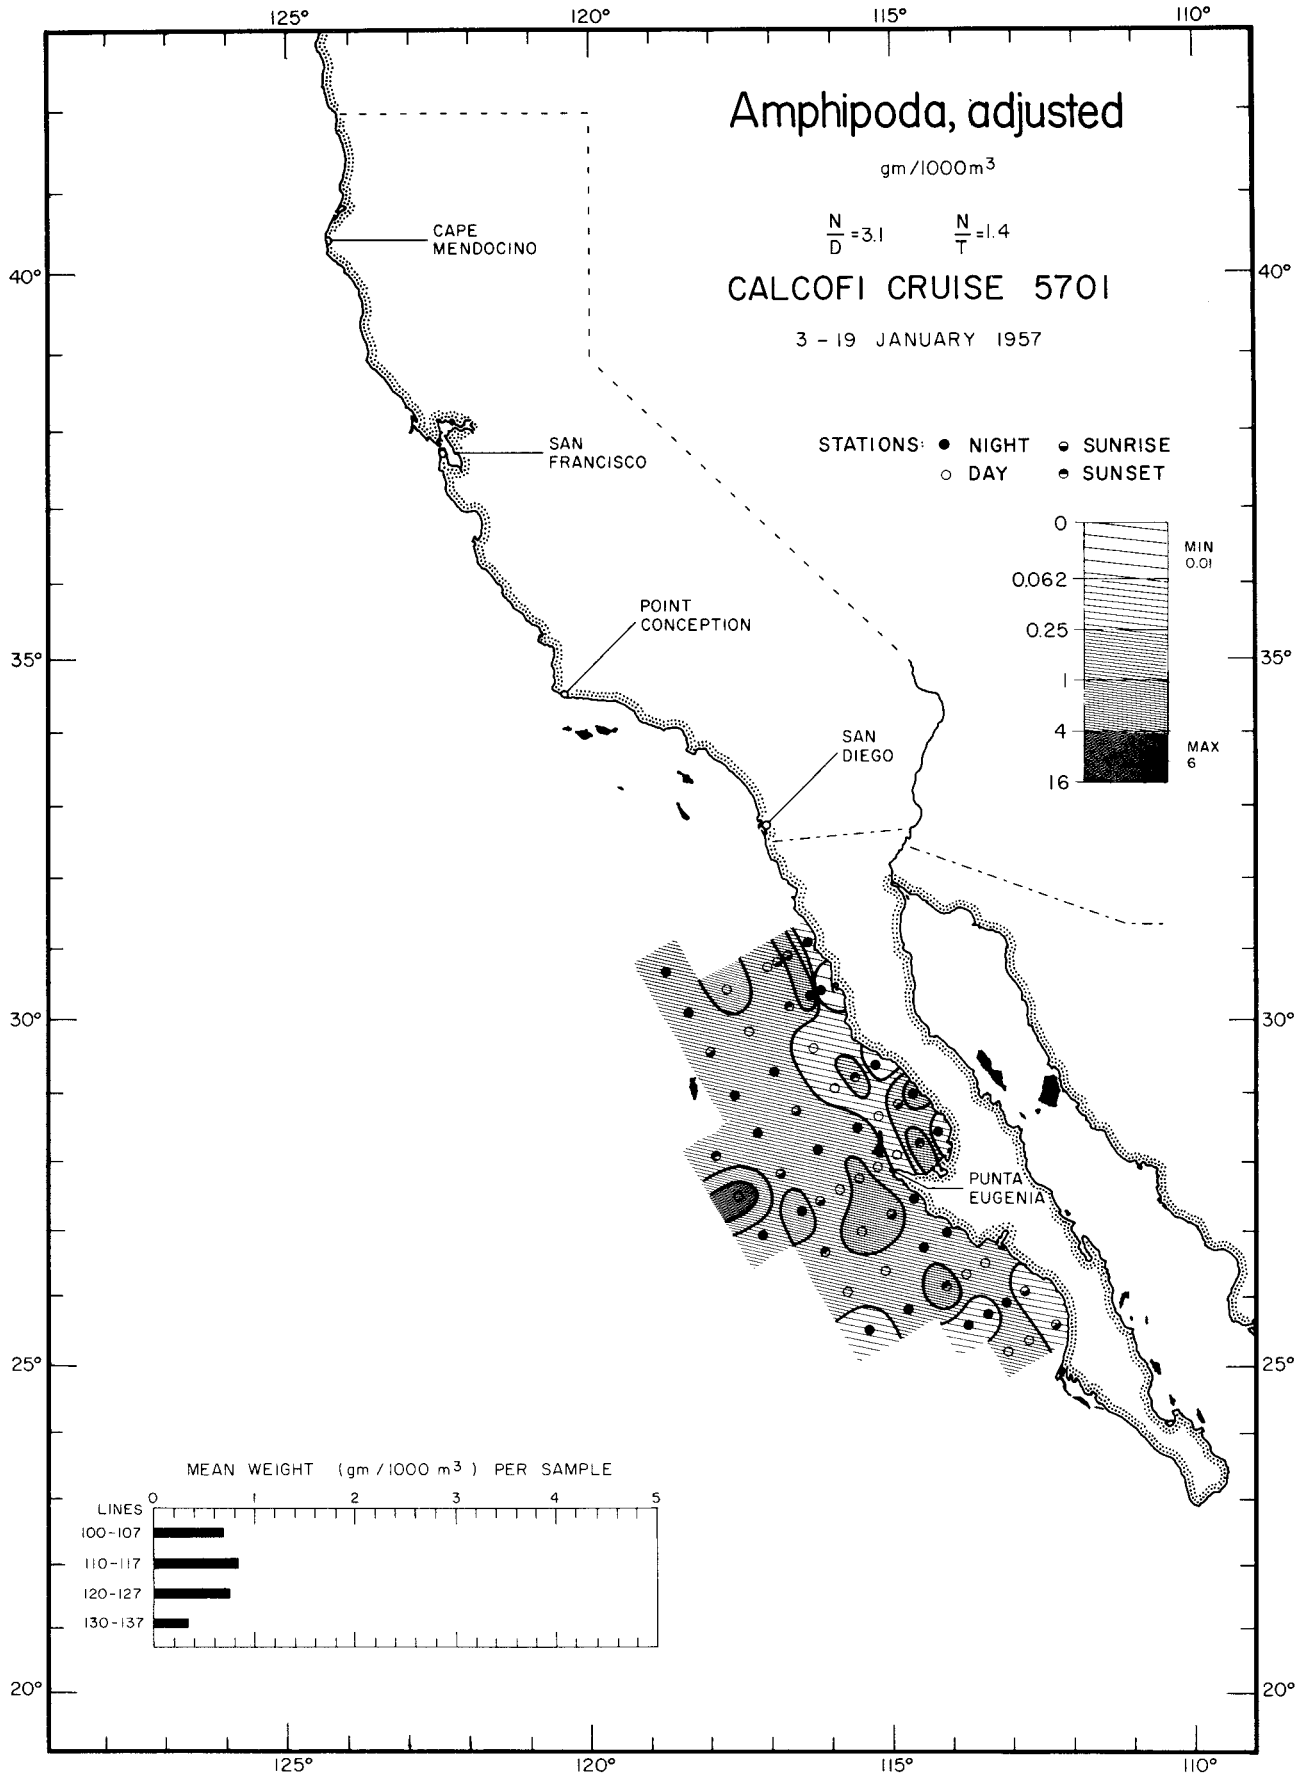 125° 120° 115° 110°
Amphipoda, adjusted
gm/1000m³
N/D =3.1 N/T =1.4
CALCOFI CRUISE 5701
3 – 19 JANUARY 1957
CAPE
MENDOCINO
40° 40°
STATIONS: ● NIGHT ◒ SUNRISE
○ DAY ◓ SUNSET
SAN
FRANCISCO
0
MIN
0.01
0.062
0.25
1
4
MAX
6
16
POINT
CONCEPTION
35° 35°
SAN
DIEGO
30° 30°
PUNTA
EUGENIA
25° 25°
MEAN WEIGHT (gm/1000 m³) PER SAMPLE
LINES 0 1 2 3 4 5
100-107
110-117
120-127
130-137
20° 20°
125° 120° 115° 110°